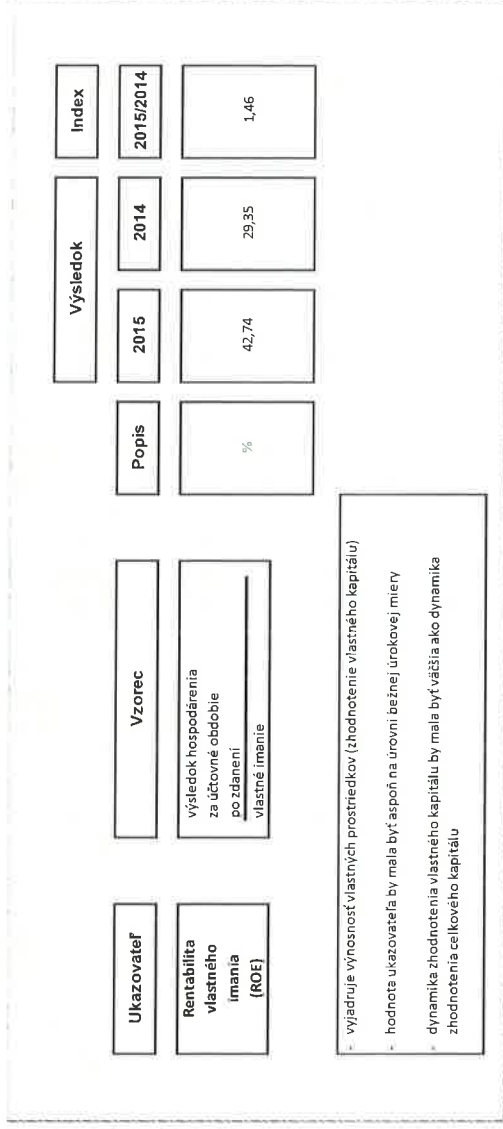 Výsledok
Index
Ukazovateľ
Vzorec
Popis
2015
2014
2015/2014
Rentabilita
vlastného
imania
(ROE)
výsledok hospodárenia
za účtovné obdobie
po zdanení
vlastné imanie
%
42,74
29,35
1,46
- vyjadruje výnosnosť vlastných prostriedkov (zhodnotenie vlastného kapitálu)
- hodnota ukazovateľa by mala byť aspoň na úrovni bežnej úrokovej miery
- dynamika zhodnotenia vlastného kapitálu by mala byť väčšia ako dynamika
zhodnotenia celkového kapitálu